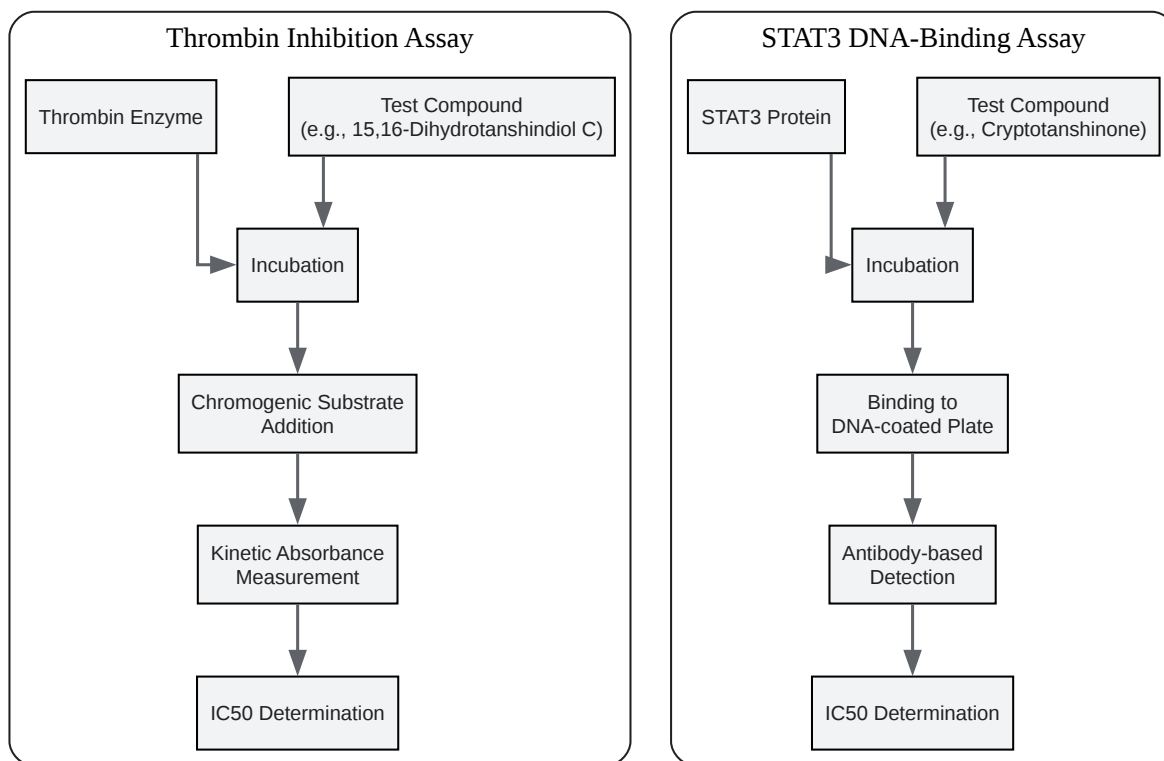 Thrombin Inhibition Assay
Thrombin Enzyme
Test Compound
(e.g., 15,16-Dihydrotanshindiol C)
Incubation
Chromogenic Substrate
Addition
Kinetic Absorbance
Measurement
IC50 Determination
STAT3 DNA-Binding Assay
STAT3 Protein
Test Compound
(e.g., Cryptotanshinone)
Incubation
Binding to
DNA-coated Plate
Antibody-based
Detection
IC50 Determination